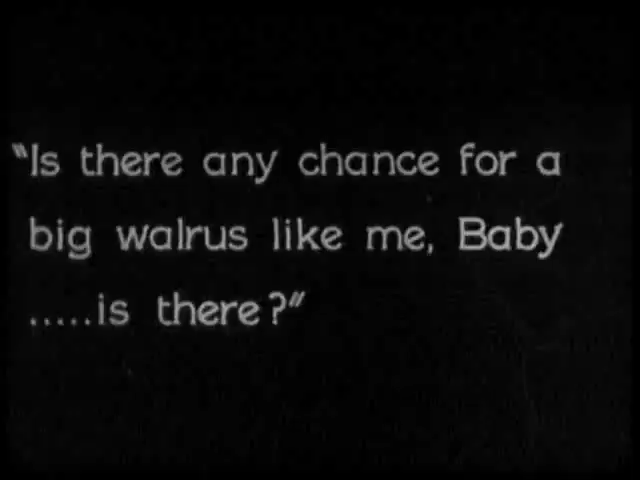 "Is there any chance for a
big walrus like me, Baby
.....is there?"